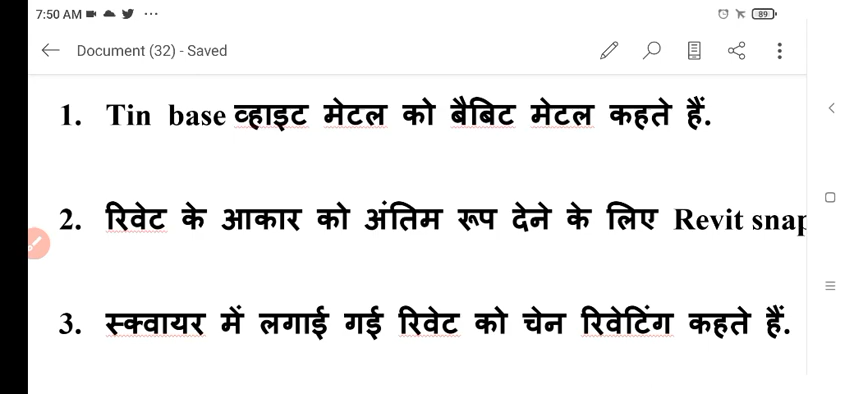 7:50 AM 89
Document (32) - Saved
1. Tin base व्हाइट मेटल को बैबिट मेटल कहते हैं.
2. रिवेट के आकार को अंतिम रूप देने के लिए Revit snap
3. स्क्वायर में लगाई गई रिवेट को चेन रिवेटिंग कहते हैं.